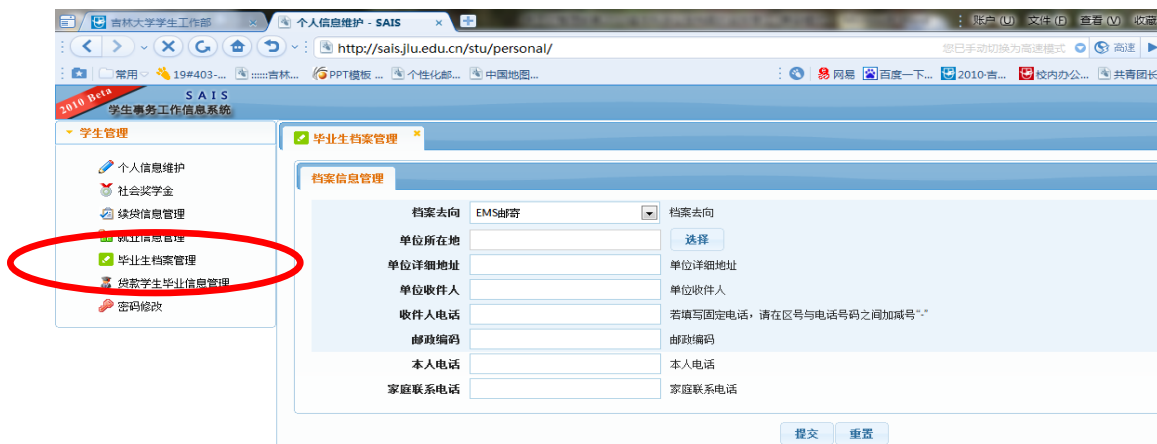 吉林大学学生工作部 × 个人信息维护 - SAIS × 账户(U) 文件(F) 查看(V) 收藏
http://sais.jlu.edu.cn/stu/personal/ 您已手动切换为高速模式 高速
常用 19#403-... ::::::吉林... PPT模板 ... 个性化邮... 中国地图... 网易 百度一下... 2010-吉... 校内办公... 共青团长
2010 Beta SAIS
学生事务工作信息系统
学生管理
个人信息维护
社会奖学金
续贷信息管理
就业信息管理
毕业生档案管理
贷款学生毕业信息管理
密码修改
毕业生档案管理
档案信息管理
档案去向 EMS邮寄 档案去向
单位所在地 选择
单位详细地址 单位详细地址
单位收件人 单位收件人
收件人电话 若填写固定电话，请在区号与电话号码之间加减号"-"
邮政编码 邮政编码
本人电话 本人电话
家庭联系电话 家庭联系电话
提交 重置